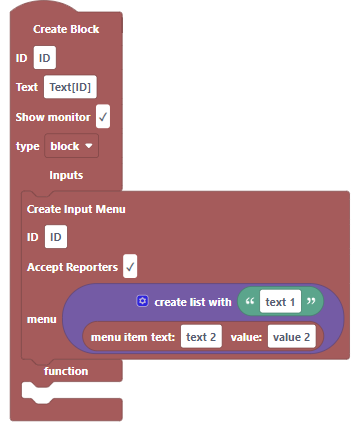 Create Block
ID ID
Text Text[ID]
Show monitor ✓
type block
Inputs
Create Input Menu
ID ID
Accept Reporters ✓
create list with “ text 1 ”
menu
menu item text: text 2 value: value 2
function